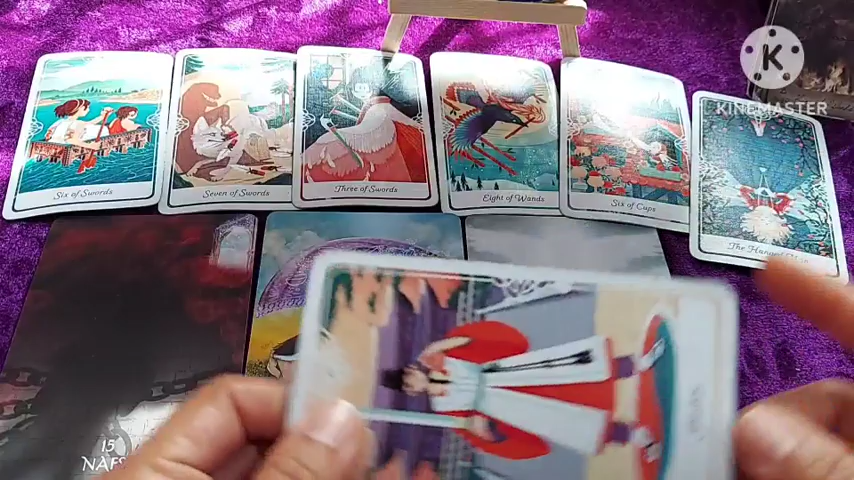 K
KINEMASTER
Six of Swords
Seven of Swords
Three of Swords
Eight of Wands
Six of Cups
The Hanged
15
NAFS